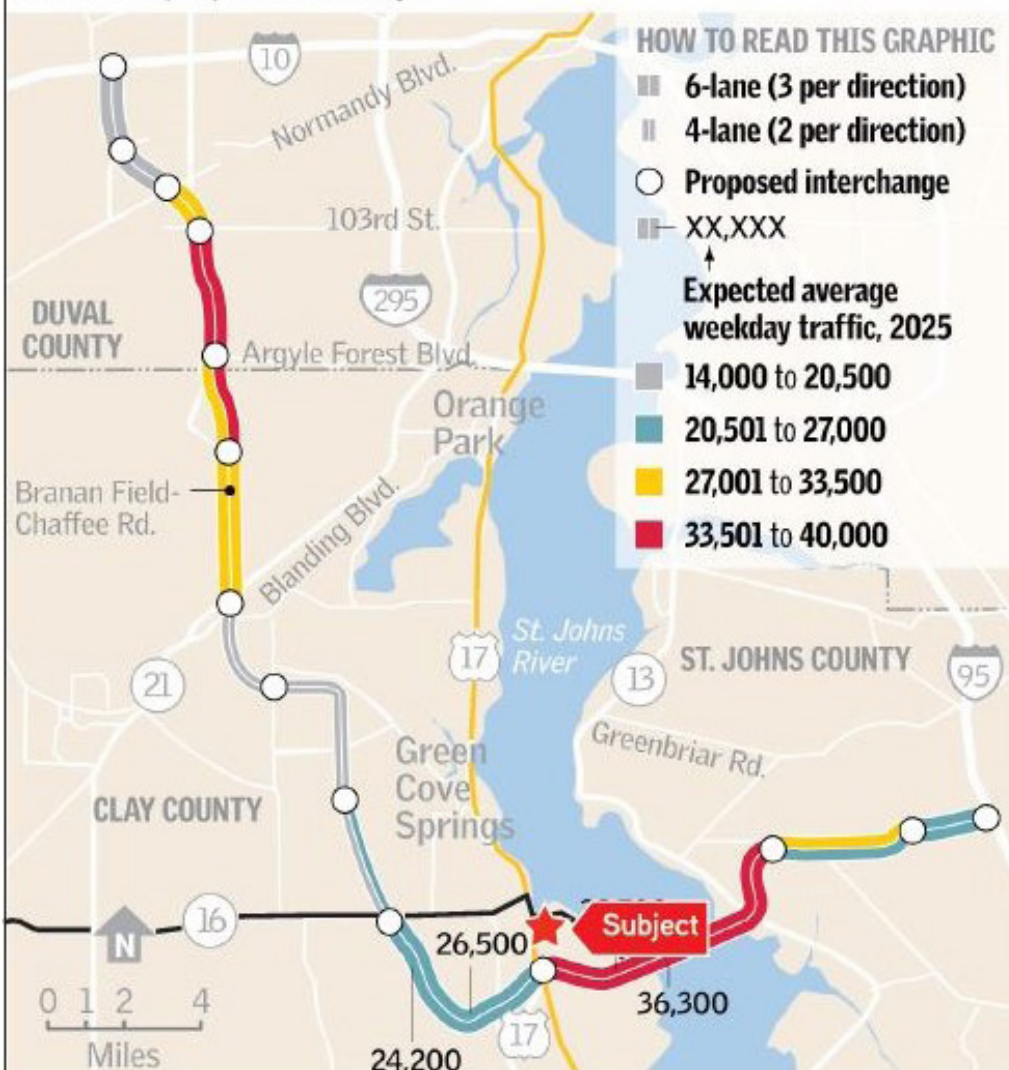 HOW TO READ THIS GRAPHIC
6-lane (3 per direction)
4-lane (2 per direction)
Proposed interchange
XX,XXX
Expected average
weekday traffic, 2025
14,000 to 20,500
20,501 to 27,000
27,001 to 33,500
33,501 to 40,000
10
Normandy Blvd.
103rd St.
295
DUVAL
COUNTY
Argyle Forest Blvd.
Orange
Park
Branan Field-
Chaffee Rd.
Blanding Blvd.
17
St. Johns
River
13
ST. JOHNS COUNTY
95
21
Greenbriar Rd.
Green
Cove
Springs
CLAY COUNTY
16
N
26,500
Subject
36,300
0 1 2 4
Miles
24,200
17